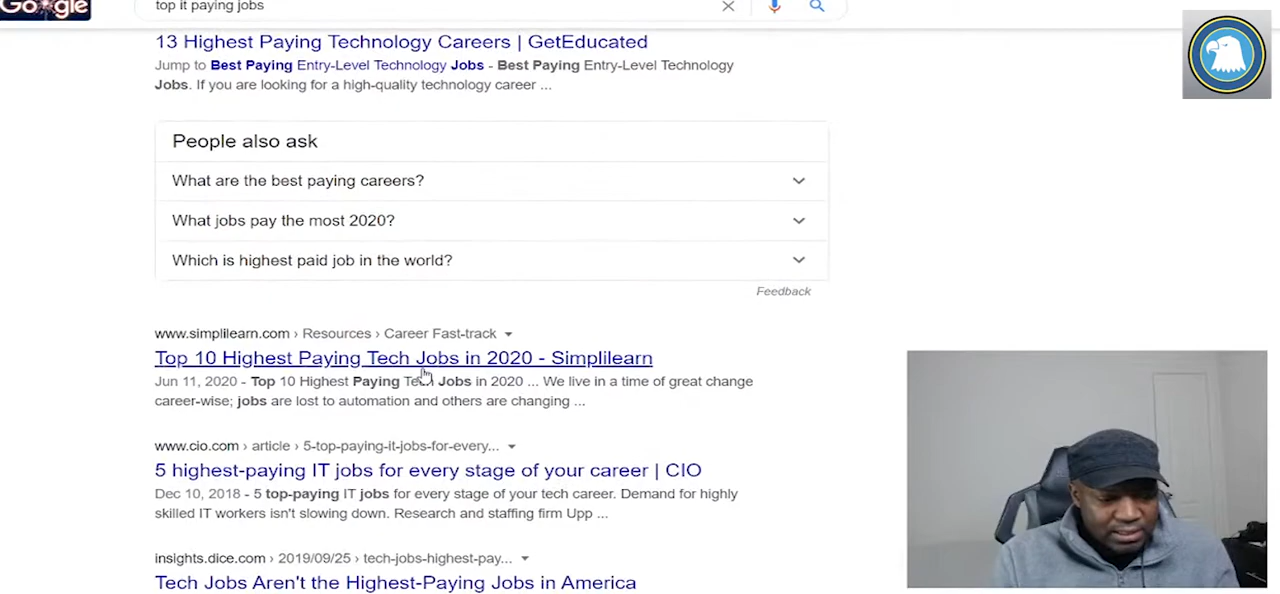 Google
top it paying jobs
13 Highest Paying Technology Careers | GetEducated
Jump to Best Paying Entry-Level Technology Jobs - Best Paying Entry-Level Technology
Jobs. If you are looking for a high-quality technology career ...
People also ask
What are the best paying careers?
What jobs pay the most 2020?
Which is highest paid job in the world?
Feedback
www.simplilearn.com › Resources › Career Fast-track
Top 10 Highest Paying Tech Jobs in 2020 - Simplilearn
Jun 11, 2020 - Top 10 Highest Paying Tech Jobs in 2020 ... We live in a time of great change
career-wise; jobs are lost to automation and others are changing ...
www.cio.com › article › 5-top-paying-it-jobs-for-every...
5 highest-paying IT jobs for every stage of your career | CIO
Dec 10, 2018 - 5 top-paying IT jobs for every stage of your tech career. Demand for highly
skilled IT workers isn't slowing down. Research and staffing firm Upp ...
insights.dice.com › 2019/09/25 › tech-jobs-highest-pay...
Tech Jobs Aren't the Highest-Paying Jobs in America